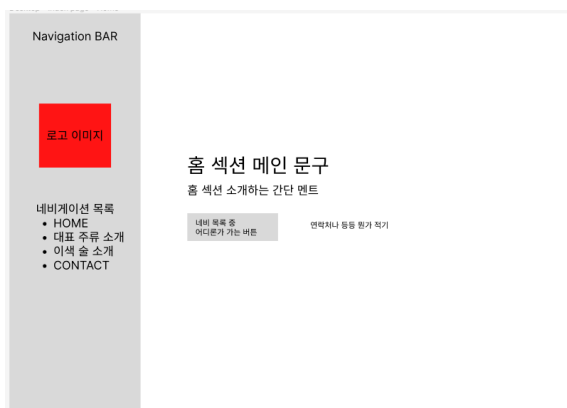 Navigation BAR
로고 이미지
네비게이션 목록
• HOME
• 대표 주류 소개
• 이색 술 소개
• CONTACT
홈 섹션 메인 문구
홈 섹션 소개하는 간단 멘트
네비 목록 중
어디론가 가는 버튼
연락처나 등등 뭔가 적기